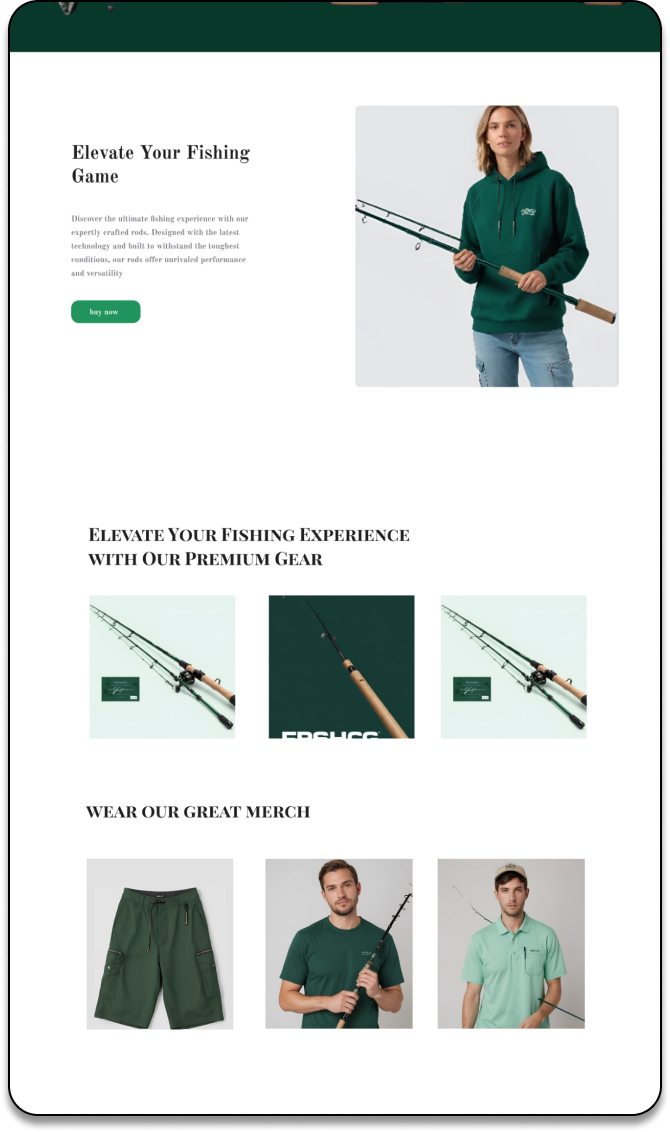 Elevate Your Fishing
Game
Discover the ultimate fishing experience with our
expertly crafted rods. Designed with the latest
technology and built to withstand the toughest
conditions, our rods offer unrivaled performance
and versatility
buy now
Elevate Your Fishing Experience
with Our Premium Gear
WEAR OUR GREAT MERCH